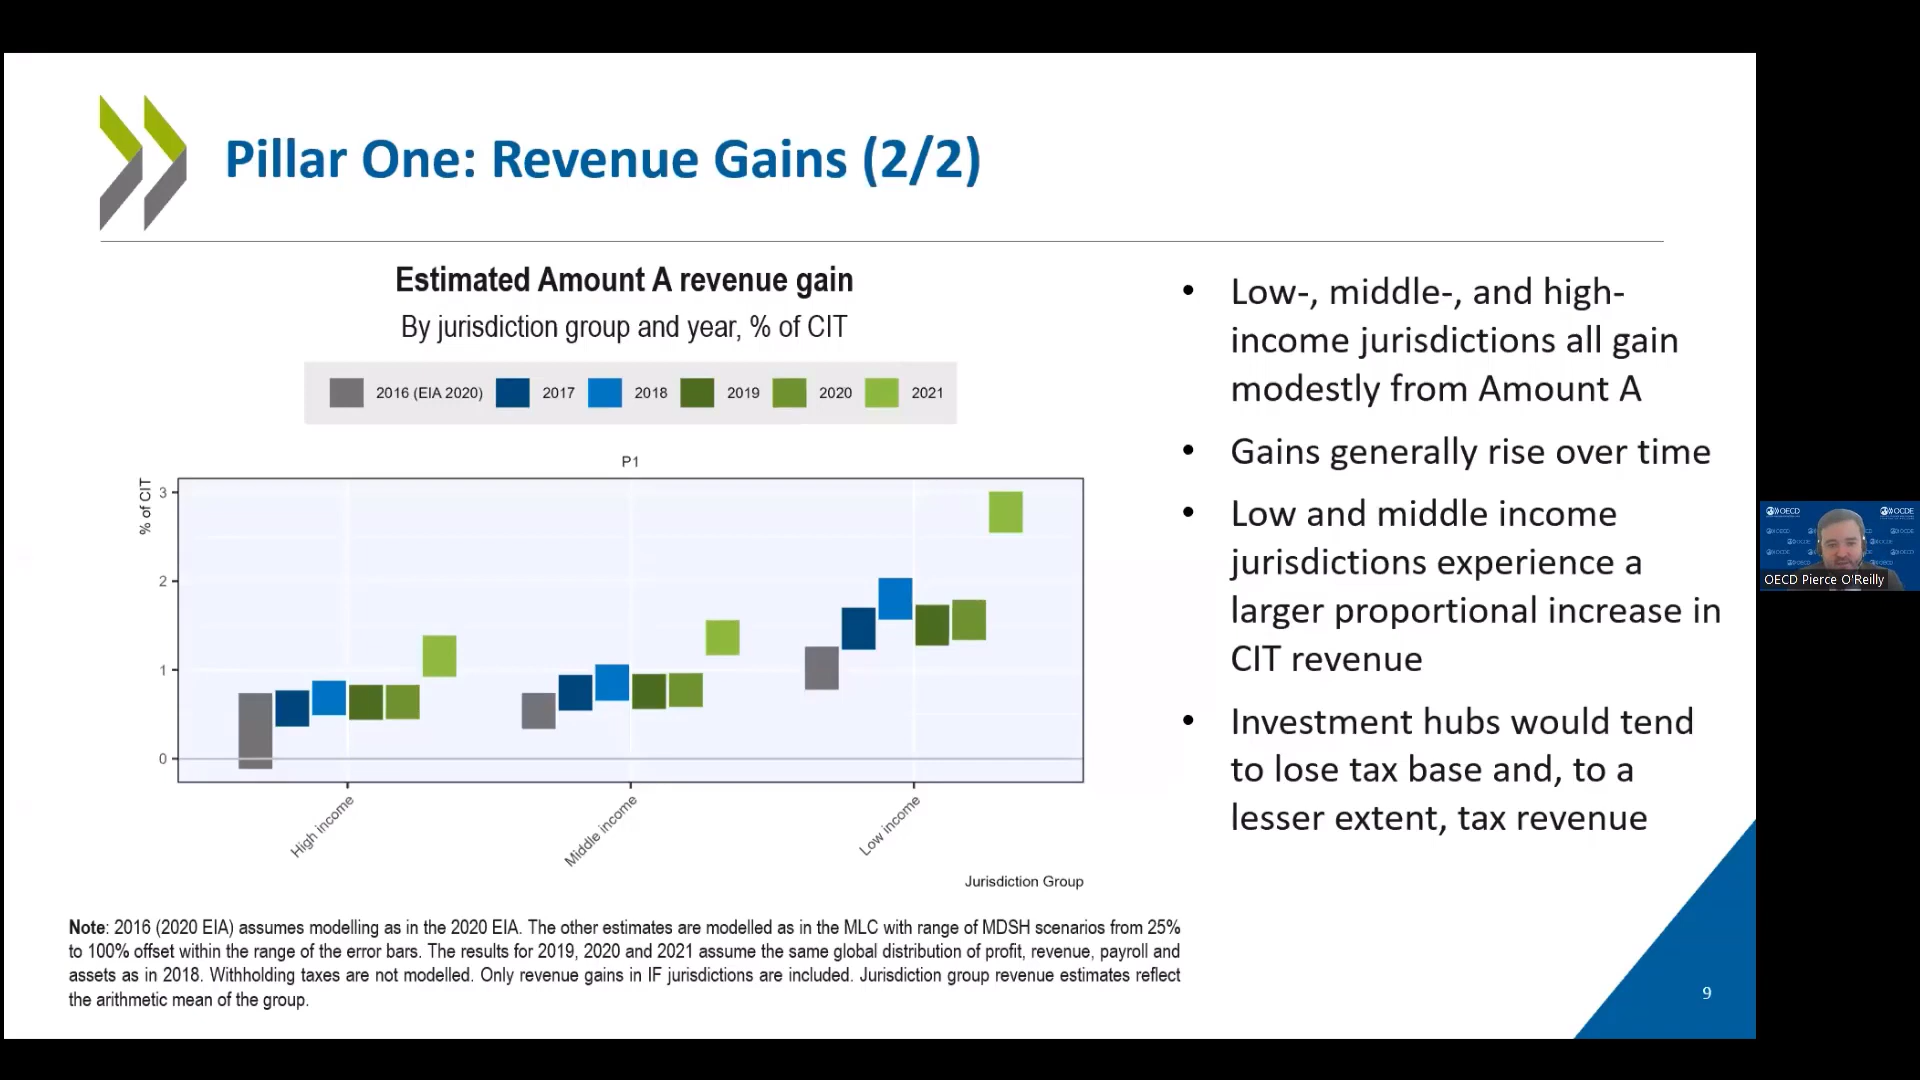 Pillar One: Revenue Gains (2/2)
Estimated Amount A revenue gain
By jurisdiction group and year, % of CIT
2016 (EIA 2020) 2017 2018 2019 2020 2021
P1
% of CIT
3
2
1
0
High income
Middle income
Low income
Jurisdiction Group
Note: 2016 (2020 EIA) assumes modelling as in the 2020 EIA. The other estimates are modelled as in the MLC with range of MDSH scenarios from 25%
to 100% offset within the range of the error bars. The results for 2019, 2020 and 2021 assume the same global distribution of profit, revenue, payroll and
assets as in 2018. Withholding taxes are not modelled. Only revenue gains in IF jurisdictions are included. Jurisdiction group revenue estimates reflect
the arithmetic mean of the group.
• Low-, middle-, and high-
income jurisdictions all gain
modestly from Amount A
• Gains generally rise over time
• Low and middle income
jurisdictions experience a
larger proportional increase in
CIT revenue
• Investment hubs would tend
to lose tax base and, to a
lesser extent, tax revenue
9
OECD
OCDE
OECD Pierce O'Reilly